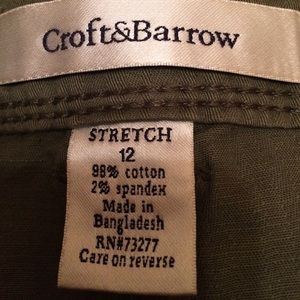 Croft&Barrow
STRETCH
12
98% cotton
2% spandex
Made in
Bangladesh
RN#73277
Care on reverse